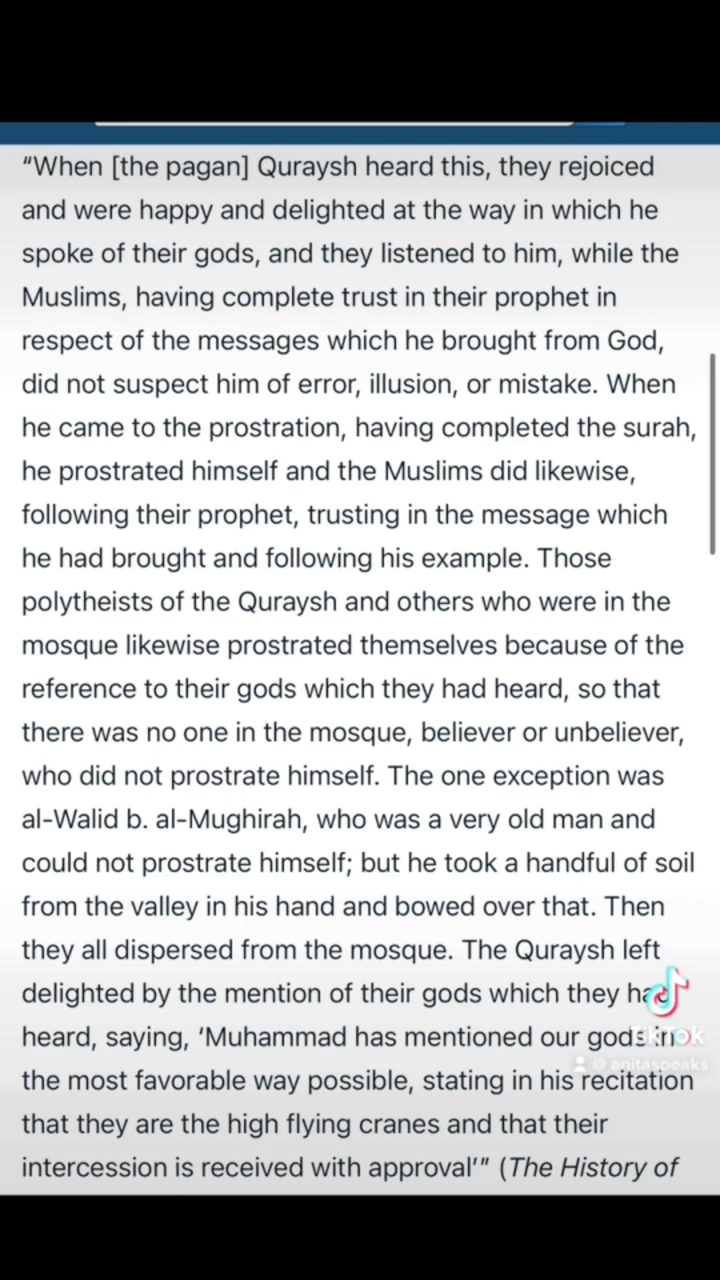 “When [the pagan] Quraysh heard this, they rejoiced
and were happy and delighted at the way in which he
spoke of their gods, and they listened to him, while the
Muslims, having complete trust in their prophet in
respect of the messages which he brought from God,
did not suspect him of error, illusion, or mistake. When
he came to the prostration, having completed the surah,
he prostrated himself and the Muslims did likewise,
following their prophet, trusting in the message which
he had brought and following his example. Those
polytheists of the Quraysh and others who were in the
mosque likewise prostrated themselves because of the
reference to their gods which they had heard, so that
there was no one in the mosque, believer or unbeliever,
who did not prostrate himself. The one exception was
al-Walid b. al-Mughirah, who was a very old man and
could not prostrate himself; but he took a handful of soil
from the valley in his hand and bowed over that. Then
they all dispersed from the mosque. The Quraysh left
delighted by the mention of their gods which they had
heard, saying, ‘Muhammad has mentioned our gods in
TikTok
@anitaspeaks
the most favorable way possible, stating in his recitation
that they are the high flying cranes and that their
intercession is received with approval’” (The History of